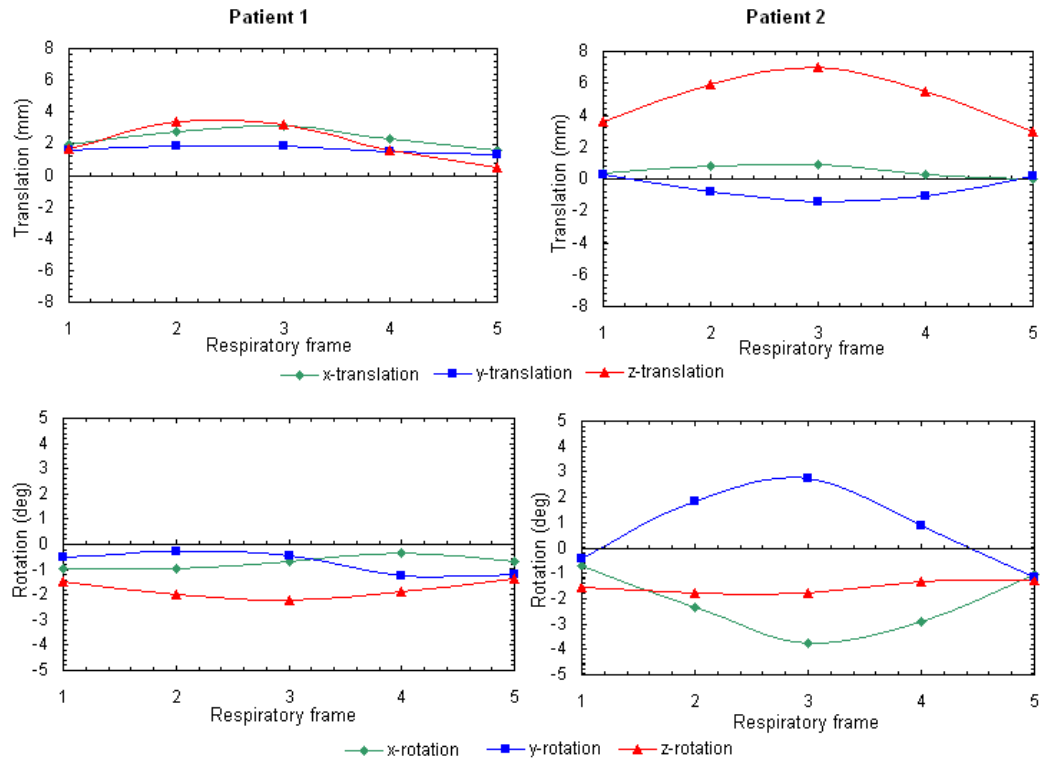 Patient 1
Patient 2
Translation (mm)
8
6
4
2
0
-2
-4
-6
-8
1 2 3 4 5
Respiratory frame
Translation (mm)
8
6
4
2
0
-2
-4
-6
-8
1 2 3 4 5
Respiratory frame
x-translation y-translation z-translation
Rotation (deg)
5
4
3
2
1
0
-1
-2
-3
-4
-5
1 2 3 4 5
Respiratory frame
Rotation (deg)
5
4
3
2
1
0
-1
-2
-3
-4
-5
1 2 3 4 5
Respiratory frame
x-rotation y-rotation z-rotation